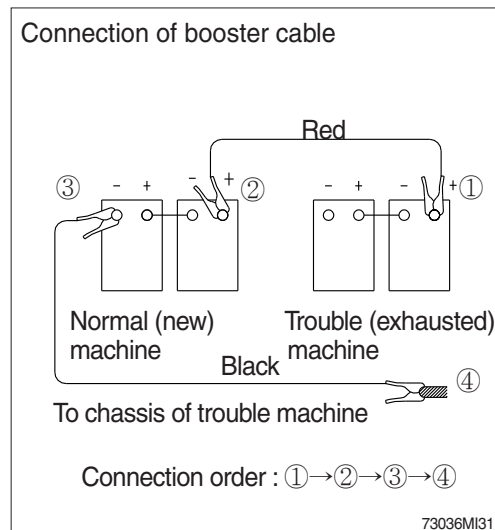 Connection of booster cable
Red
③ - + - + ② - + - + ①
Normal (new)
machine
Trouble (exhausted)
machine
Black
④
To chassis of trouble machine
Connection order : ①→②→③→④
73036MI31